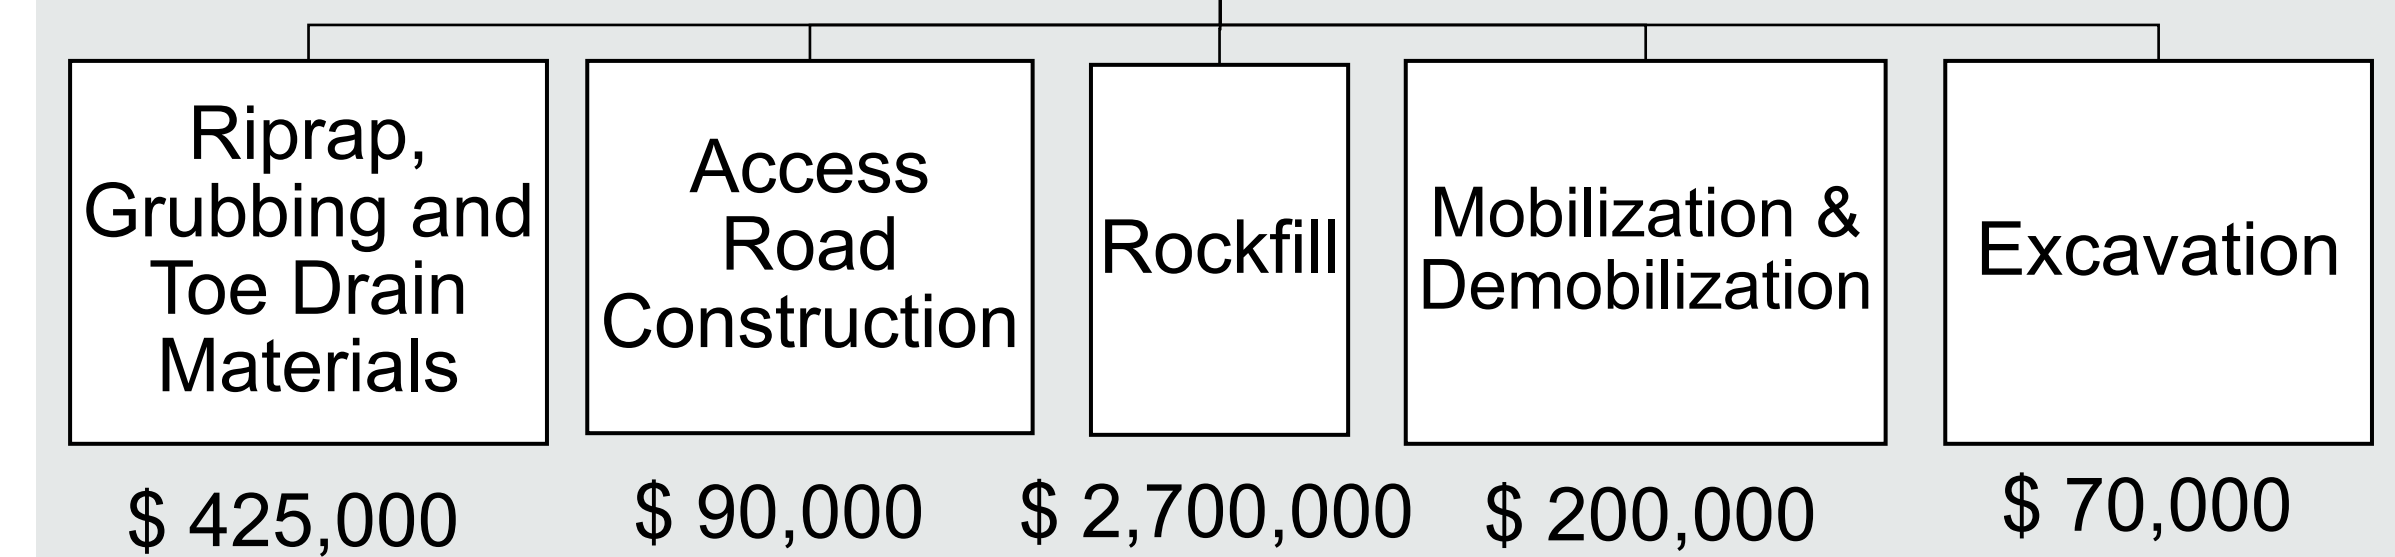 Riprap,
Grubbing and
Toe Drain
Materials
Access
Road
Construction
Rockfill
Mobilization &
Demobilization
Excavation
$ 425,000
$ 90,000
$ 2,700,000
$ 200,000
$ 70,000